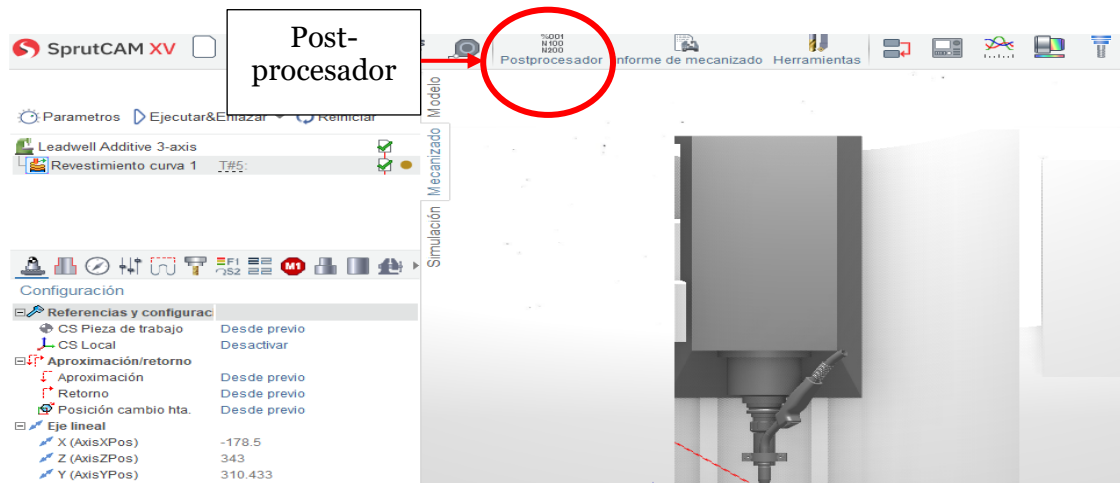 SprutCAM XV
Post-
procesador
%001
N100
N200
Postprocesador
Informe de mecanizado
Herramientas
Parametros
Ejecutar&Enlazar
Reiniciar
Leadwell Additive 3-axis
Revestimiento curva 1 T#5:
Modelo
Mecanizado
Simulación
F1
S2
M1
Configuración
Referencias y configurac
CS Pieza de trabajo Desde previo
CS Local Desactivar
Aproximación/retorno
Aproximación Desde previo
Retorno Desde previo
Posición cambio hta. Desde previo
Eje lineal
X (AxisXPos) -178.5
Z (AxisZPos) 343
Y (AxisYPos) 310.433